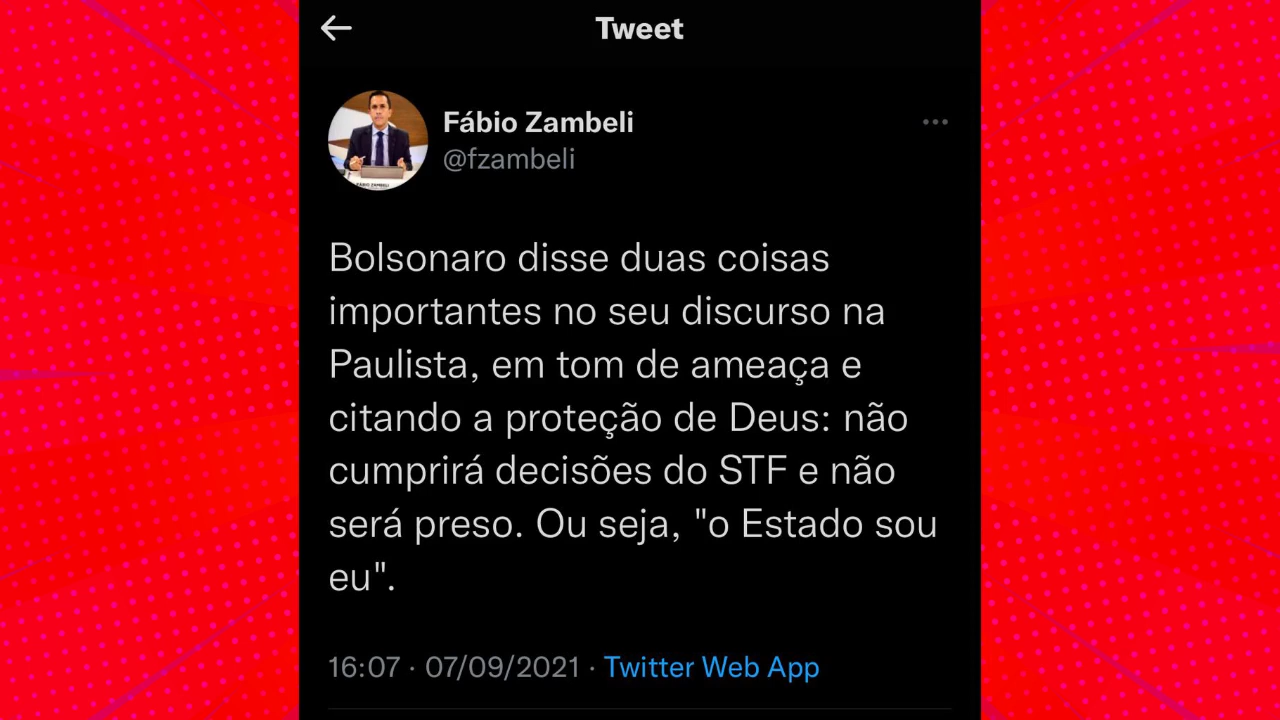 Tweet
Fábio Zambeli
@fzambeli
FÁBIO ZAMBELI
Bolsonaro disse duas coisas
importantes no seu discurso na
Paulista, em tom de ameaça e
citando a proteção de Deus: não
cumprirá decisões do STF e não
será preso. Ou seja, "o Estado sou
eu".
16:07 · 07/09/2021 · Twitter Web App